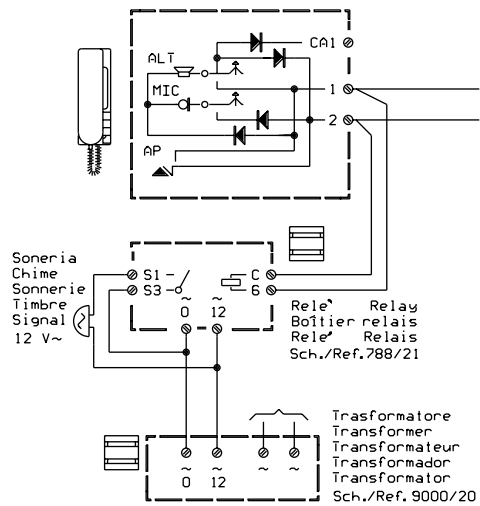 ALT
CA1
MIC
1
2
AP
Soneria
Chime
Sonnerie
Timbre
Signal
12 V~
S1
S3
C
6
~ ~
0 12
Rele` Relay
Boîtier relais
Rele` Relais
Sch./Ref.788/21
Trasformatore
Transformer
Transformateur
Transformador
Transformator
Sch./Ref. 9000/20
~ ~ ~ ~
0 12